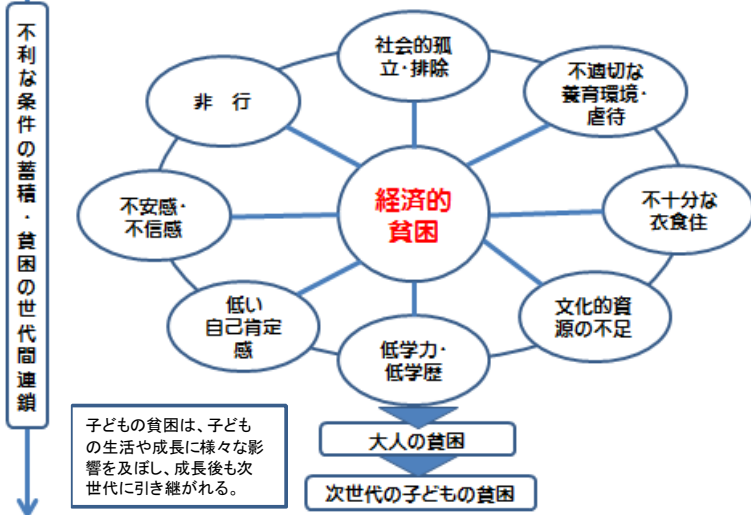 不利な条件の蓄積・貧困の世代間連鎖
社会的孤
立・排除
不適切な
養育環境・
虐待
非　行
経済的
貧困
不十分な
衣食住
不安感・
不信感
文化的資
源の不足
低い
自己肯定
感
低学力・
低学歴
子どもの貧困は、子ども
の生活や成長に様々な影
響を及ぼし、成長後も次
世代に引き継がれる。
大人の貧困
次世代の子どもの貧困